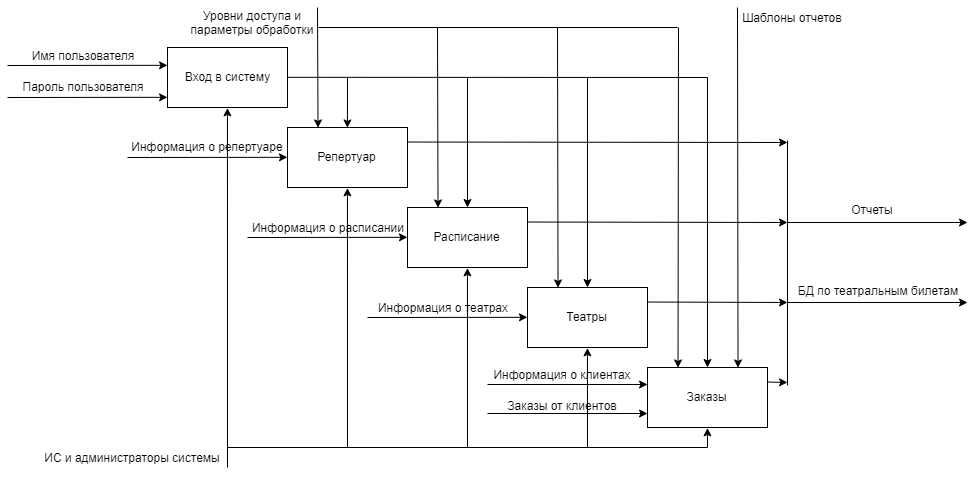 Уровни доступа и
параметры обработки
Шаблоны отчетов
Имя пользователя
Вход в систему
Пароль пользователя
Информация о репертуаре
Репертуар
Отчеты
Информация о расписании
Расписание
БД по театральным билетам
Информация о театрах
Театры
Информация о клиентах
Заказы
Заказы от клиентов
ИС и администраторы системы